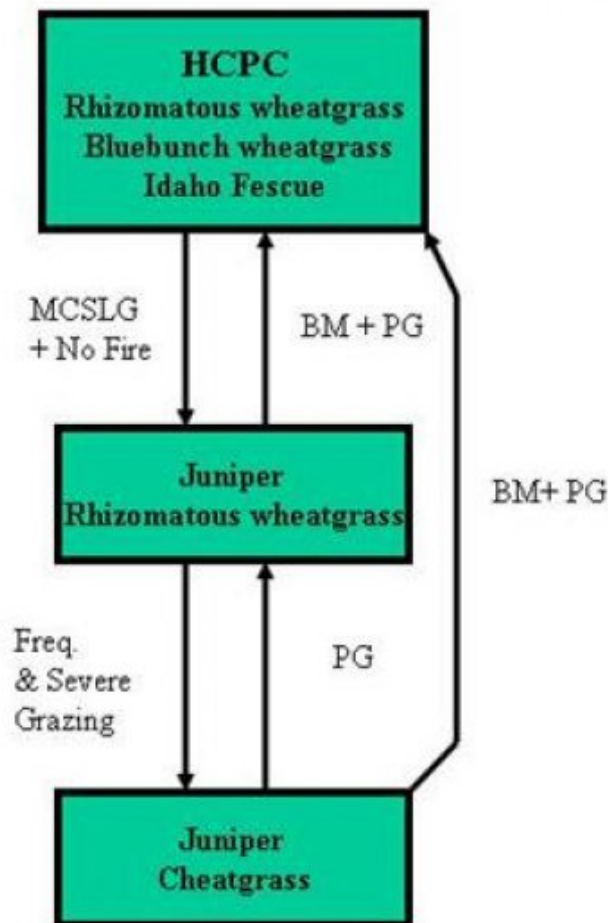 HCPC
Rhizomatous wheatgrass
Bluebunch wheatgrass
Idaho Fescue
MCSLG
+ No Fire
BM + PG
Juniper
Rhizomatous wheatgrass
BM+ PG
Freq.
& Severe
Grazing
PG
Juniper
Cheatgrass